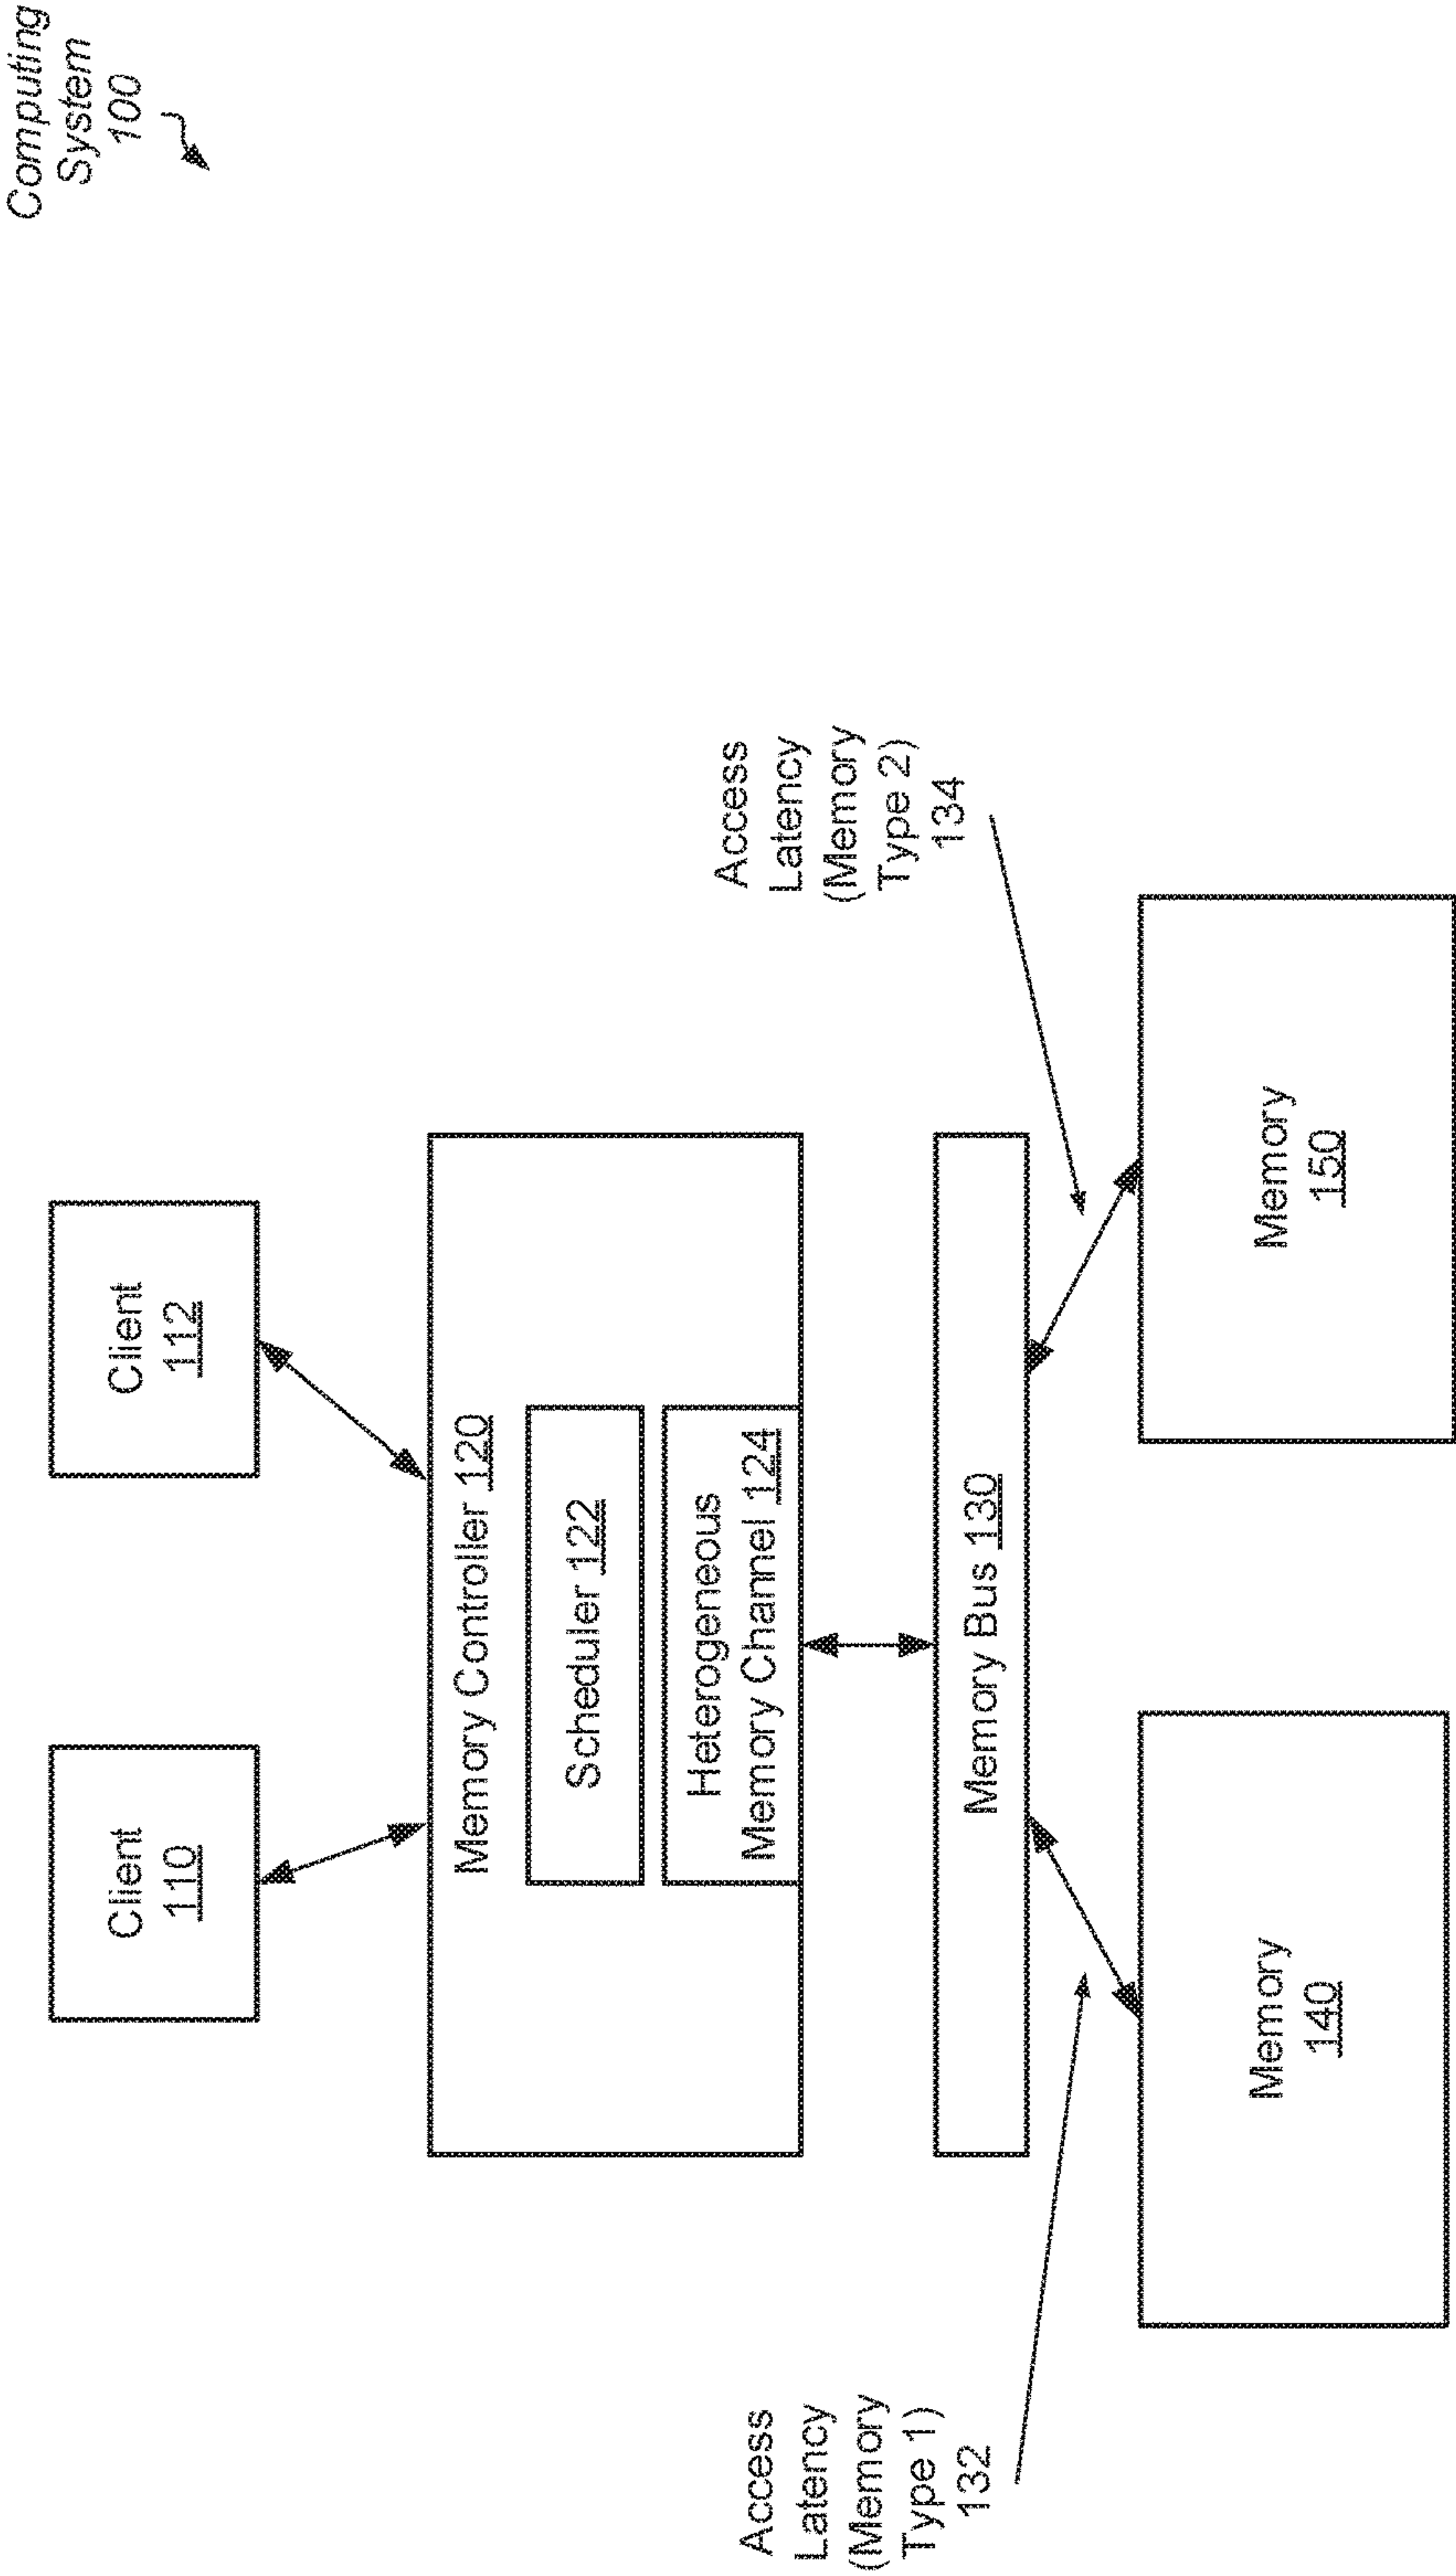 Computing
System
100
Client
110
Client
112
Memory Controller 120
Scheduler 122
Heterogeneous
Memory Channel 124
Memory Bus 130
Access
Latency
(Memory
Type 1)
132
Access
Latency
(Memory
Type 2)
134
Memory
140
Memory
150